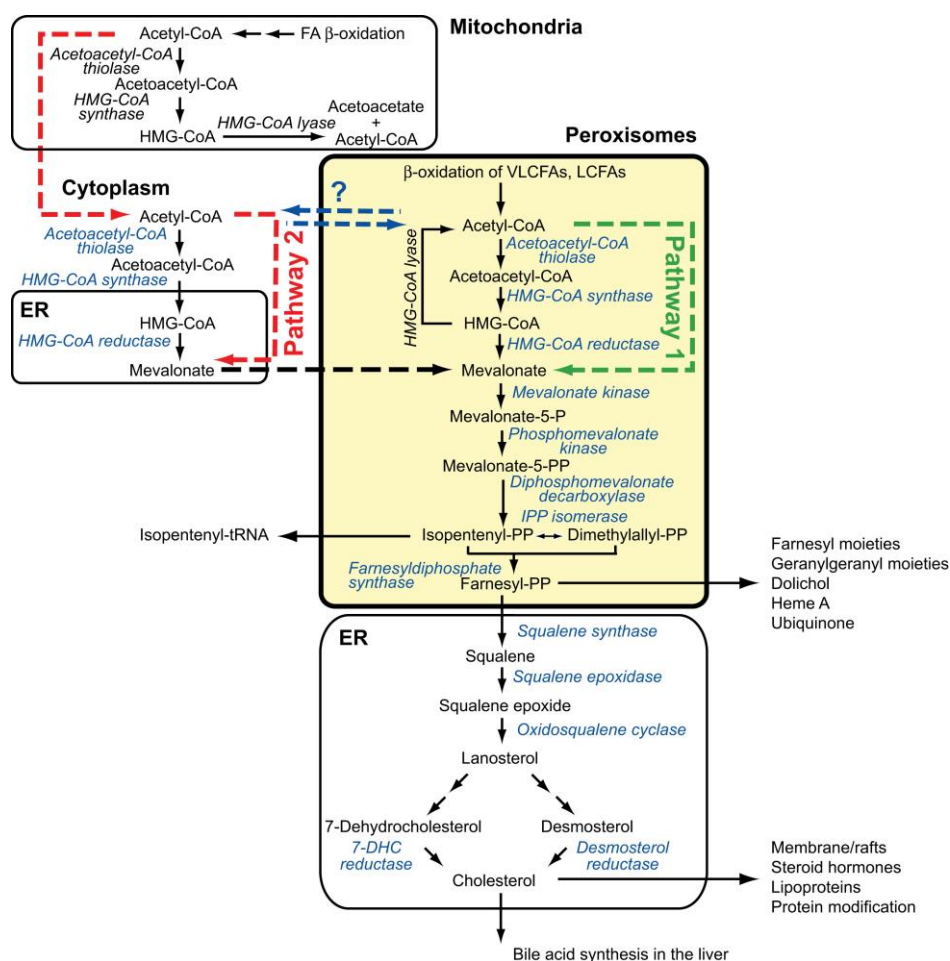 Mitochondria
Acetyl-CoA
FA β-oxidation
Acetoacetyl-CoA
thiolase
Acetoacetyl-CoA
HMG-CoA
synthase
HMG-CoA
HMG-CoA lyase
Acetoacetate
+
Acetyl-CoA
Peroxisomes
β-oxidation of VLCFAs, LCFAs
Cytoplasm
?
Acetyl-CoA
Acetoacetyl-CoA
thiolase
Acetoacetyl-CoA
HMG-CoA synthase
ER
HMG-CoA
HMG-CoA reductase
Mevalonate
Pathway 2
HMG-CoA lyase
Acetyl-CoA
Acetoacetyl-CoA
thiolase
Acetoacetyl-CoA
HMG-CoA synthase
HMG-CoA
HMG-CoA reductase
Mevalonate
Pathway 1
Mevalonate kinase
Mevalonate-5-P
Phosphomevalonate
kinase
Mevalonate-5-PP
Diphosphomevalonate
decarboxylase
IPP isomerase
Isopentenyl-tRNA
Isopentenyl-PP
Dimethylallyl-PP
Farnesyldiphosphate
synthase
Farnesyl-PP
Farnesyl moieties
Geranylgeranyl moieties
Dolichol
Heme A
Ubiquinone
ER
Squalene synthase
Squalene
Squalene epoxidase
Squalene epoxide
Oxidosqualene cyclase
Lanosterol
7-Dehydrocholesterol
Desmosterol
7-DHC
reductase
Desmosterol
reductase
Cholesterol
Membrane/rafts
Steroid hormones
Lipoproteins
Protein modification
Bile acid synthesis in the liver